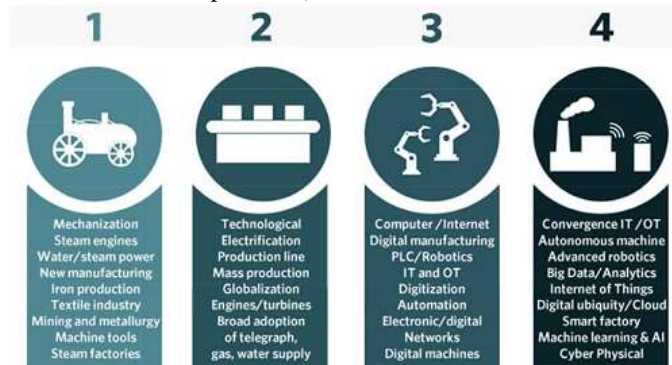 1
2
3
4
Mechanization
Steam engines
Water/steam power
New manufacturing
Iron production
Textile industry
Mining and metallurgy
Machine tools
Steam factories
Technological
Electrification
Production line
Mass production
Globalization
Engines/turbines
Broad adoption
of telegraph,
gas, water supply
Computer/Internet
Digital manufacturing
PLC/Robotics
IT and OT
Digitization
Automation
Electronic/digital
Networks
Digital machines
Convergence IT/OT
Autonomous machine
Advanced robotics
Big Data/Analytics
Internet of Things
Digital ubiquity/Cloud
Smart factory
Machine learning & AI
Cyber Physical